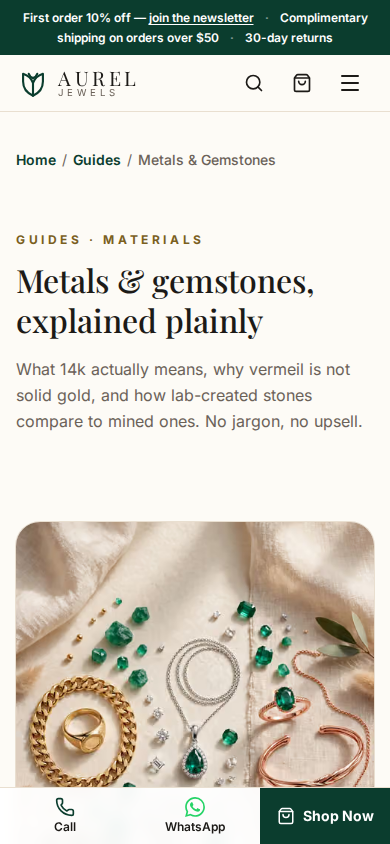 First order 10% off — join the newsletter · Complimentary
shipping on orders over $50 · 30-day returns
AUREL
JEWELS
Home / Guides / Metals & Gemstones
GUIDES · MATERIALS
Metals & gemstones,
explained plainly
What 14k actually means, why vermeil is not
solid gold, and how lab-created stones
compare to mined ones. No jargon, no upsell.
Call
WhatsApp
Shop Now